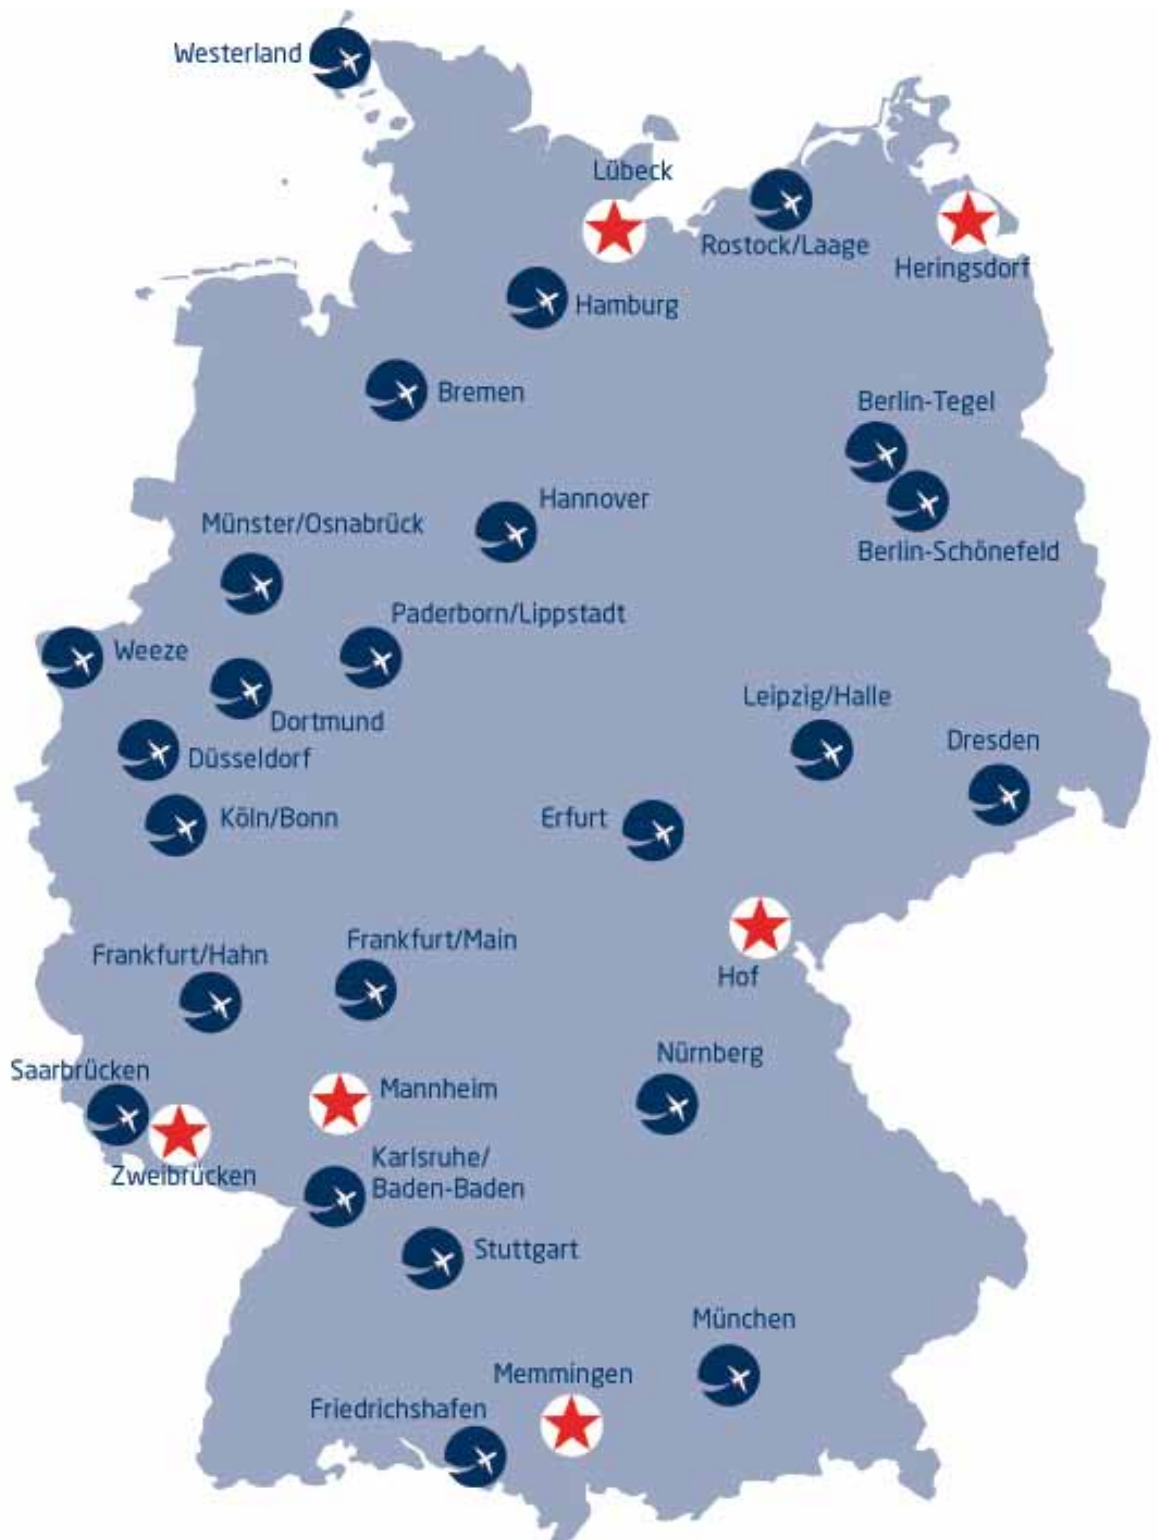 Westerland
Lübeck
Rostock/Laage
Heringsdorf
Hamburg
Bremen
Berlin-Tegel
Hannover
Münster/Osnabrück
Berlin-Schönefeld
Paderborn/Lippstadt
Weeze
Leipzig/Halle
Dortmund
Dresden
Düsseldorf
Köln/Bonn
Erfurt
Frankfurt/Main
Frankfurt/Hahn
Hof
Nürnberg
Saarbrücken
Mannheim
Zweibrücken
Karlsruhe/
Baden-Baden
Stuttgart
München
Memmingen
Friedrichshafen